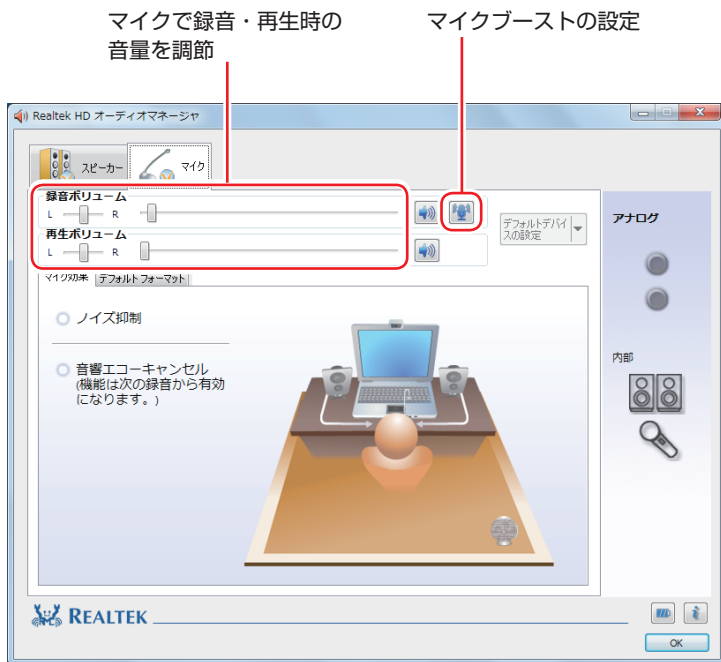 マイクで録音・再生時の
音量を調節
マイクブーストの設定
Realtek HD オーディオマネージャ
スピーカー
マイク
録音ボリューム
L R
デフォルトデバイ
スの設定
再生ボリューム
L R
マイク効果 デフォルト フォーマット
ノイズ抑制
音響エコーキャンセル
(機能は次の録音から有効
になります。)
アナログ
内部
REALTEK
OK